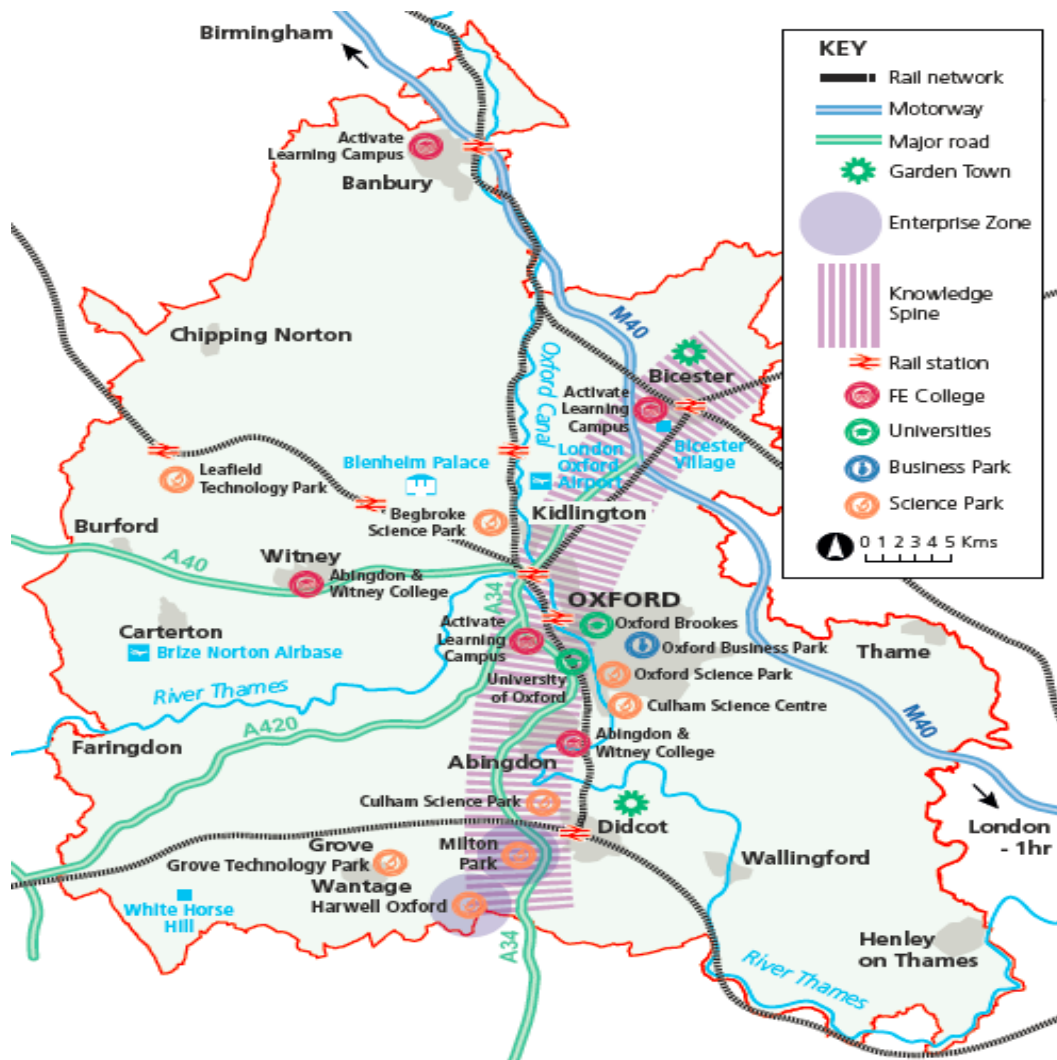 Birmingham
KEY
Rail network
Motorway
Major road
Garden Town
Enterprise Zone
Knowledge
Spine
Rail station
FE College
Universities
Business Park
Science Park
0 1 2 3 4 5 Kms
Activate
Learning Campus
Banbury
Chipping Norton
M40
Oxford Canal
Bicester
Activate
Learning
Campus
Bicester
Village
London
Oxford
Airport
Blenheim Palace
Leafield
Technology Park
Begbroke
Science Park
Kidlington
Burford
A40
Witney
Abingdon &
Witney College
A34
OXFORD
Oxford Brookes
Oxford Business Park
Activate
Learning
Campus
University
of Oxford
Oxford Science Park
Culham Science Centre
Carterton
Brize Norton Airbase
Thame
River Thames
A420
M40
Faringdon
Abingdon &
Witney College
Abingdon
Culham Science Park
Didcot
London
- 1hr
Grove
Grove Technology Park
Milton
Park
Wallingford
Wantage
Harwell Oxford
White Horse
Hill
A34
Henley
on Thames
River Thames